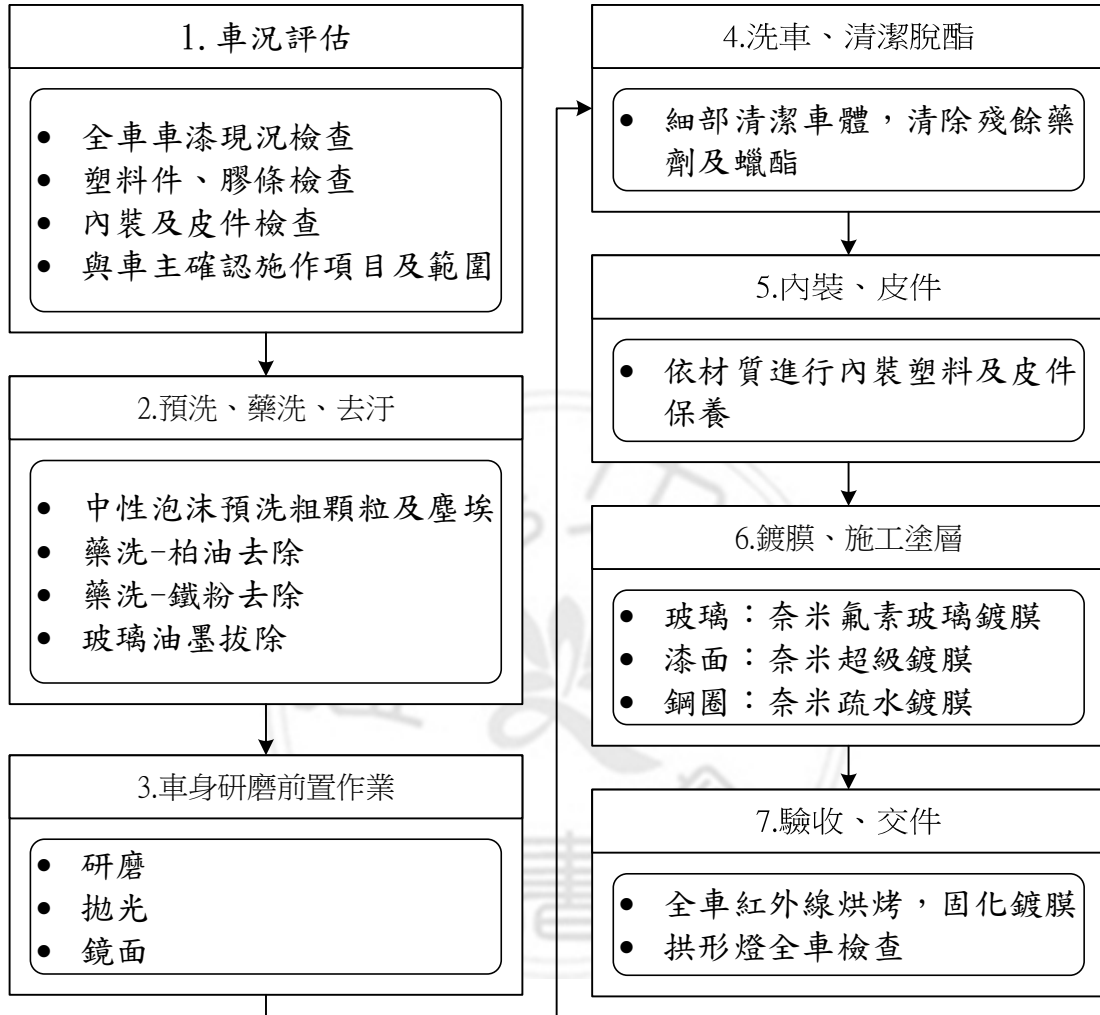 1. 車況評估
● 全車車漆現況檢查
● 塑料件、膠條檢查
● 內裝及皮件檢查
● 與車主確認施作項目及範圍
2.預洗、藥洗、去汙
● 中性泡沫預洗粗顆粒及塵埃
● 藥洗-柏油去除
● 藥洗-鐵粉去除
● 玻璃油墨拔除
3.車身研磨前置作業
● 研磨
● 拋光
● 鏡面
4.洗車、清潔脫酯
● 細部清潔車體，清除殘餘藥
劑及蠟酯
5.內裝、皮件
● 依材質進行內裝塑料及皮件
保養
6.鍍膜、施工塗層
● 玻璃：奈米氟素玻璃鍍膜
● 漆面：奈米超級鍍膜
● 鋼圈：奈米疏水鍍膜
7.驗收、交件
● 全車紅外線烘烤，固化鍍膜
● 拱形燈全車檢查